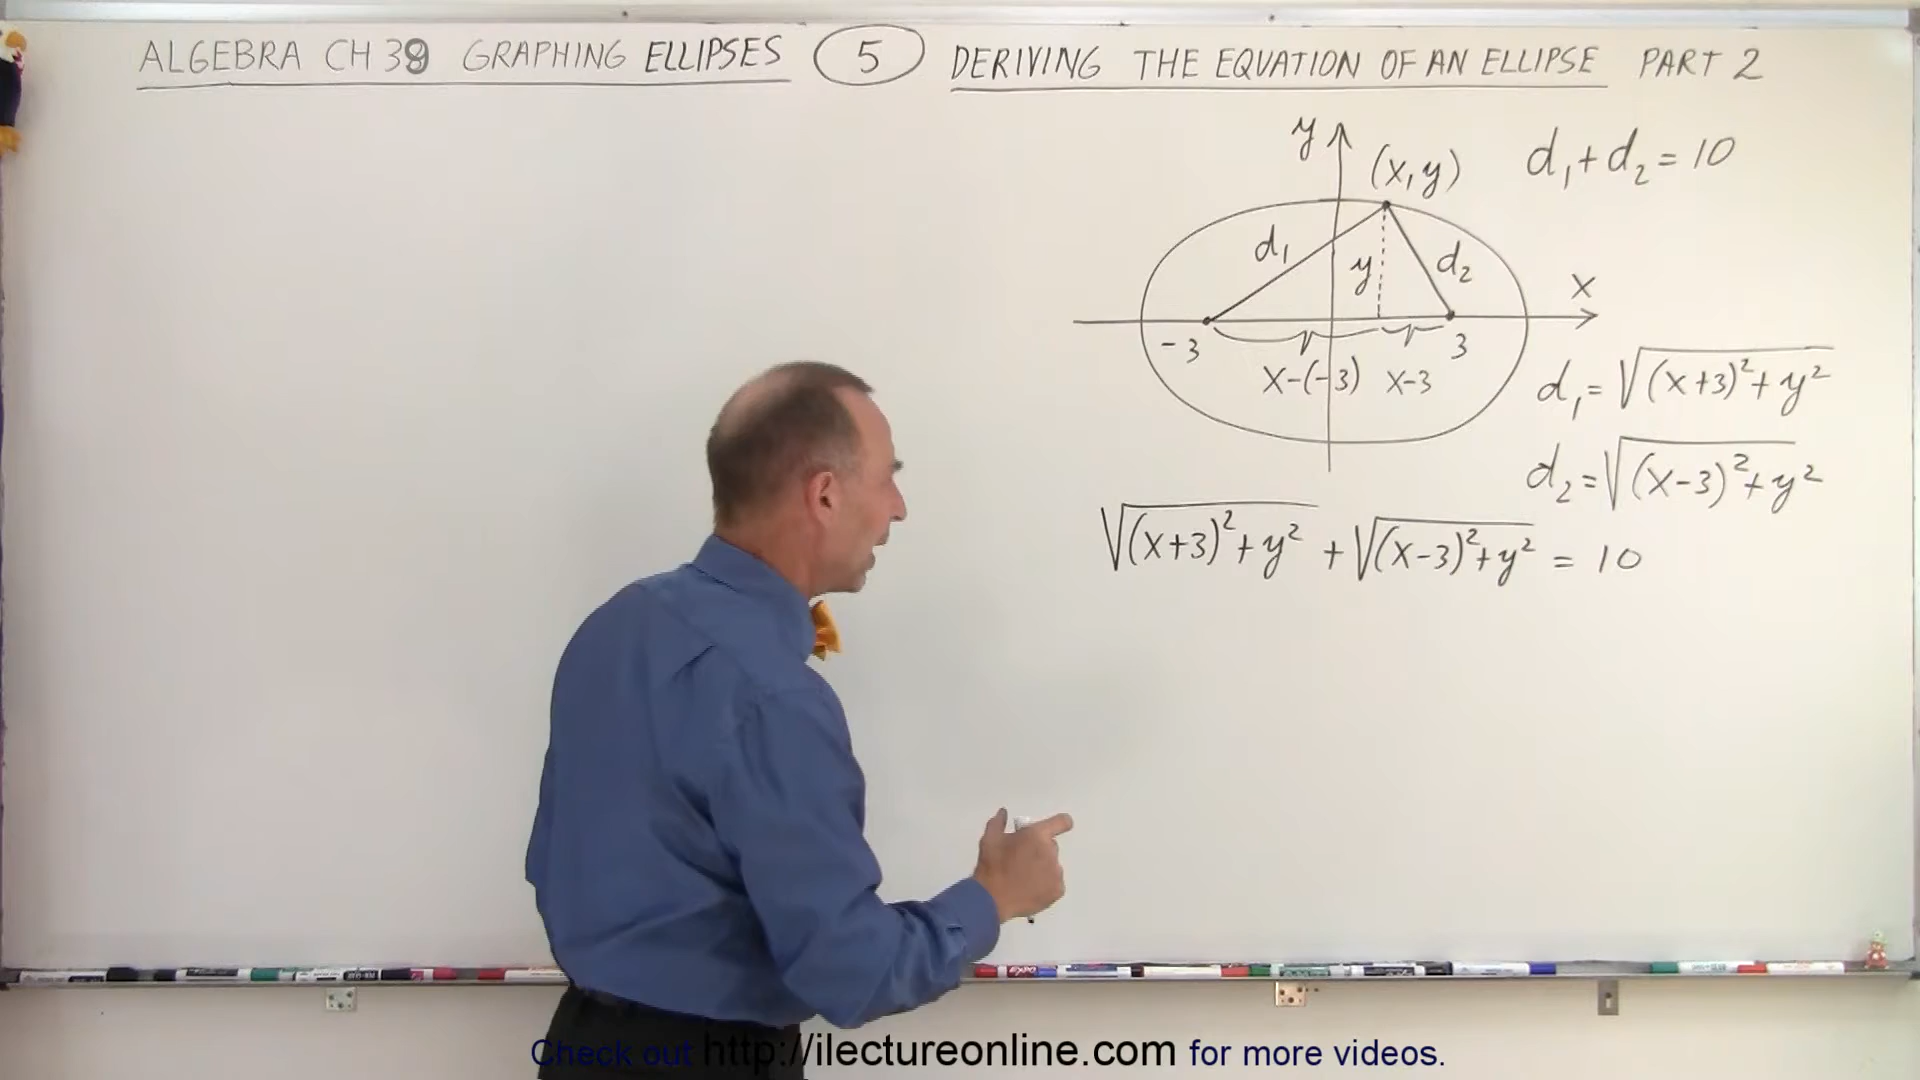 ALGEBRA CH 38 GRAPHING ELLIPSES 5 DERIVING THE EQUATION OF AN ELLIPSE PART 2
y
(x, y)
d₁ + d₂ = 10
d₁
y
d₂
x
-3
3
x-(-3) x-3
d₁ = √(x+3)² + y²
d₂ = √(x-3)² + y²
√(x+3)² + y² + √(x-3)² + y² = 10
EXPO
Check out http://ilectureonline.com for more videos.